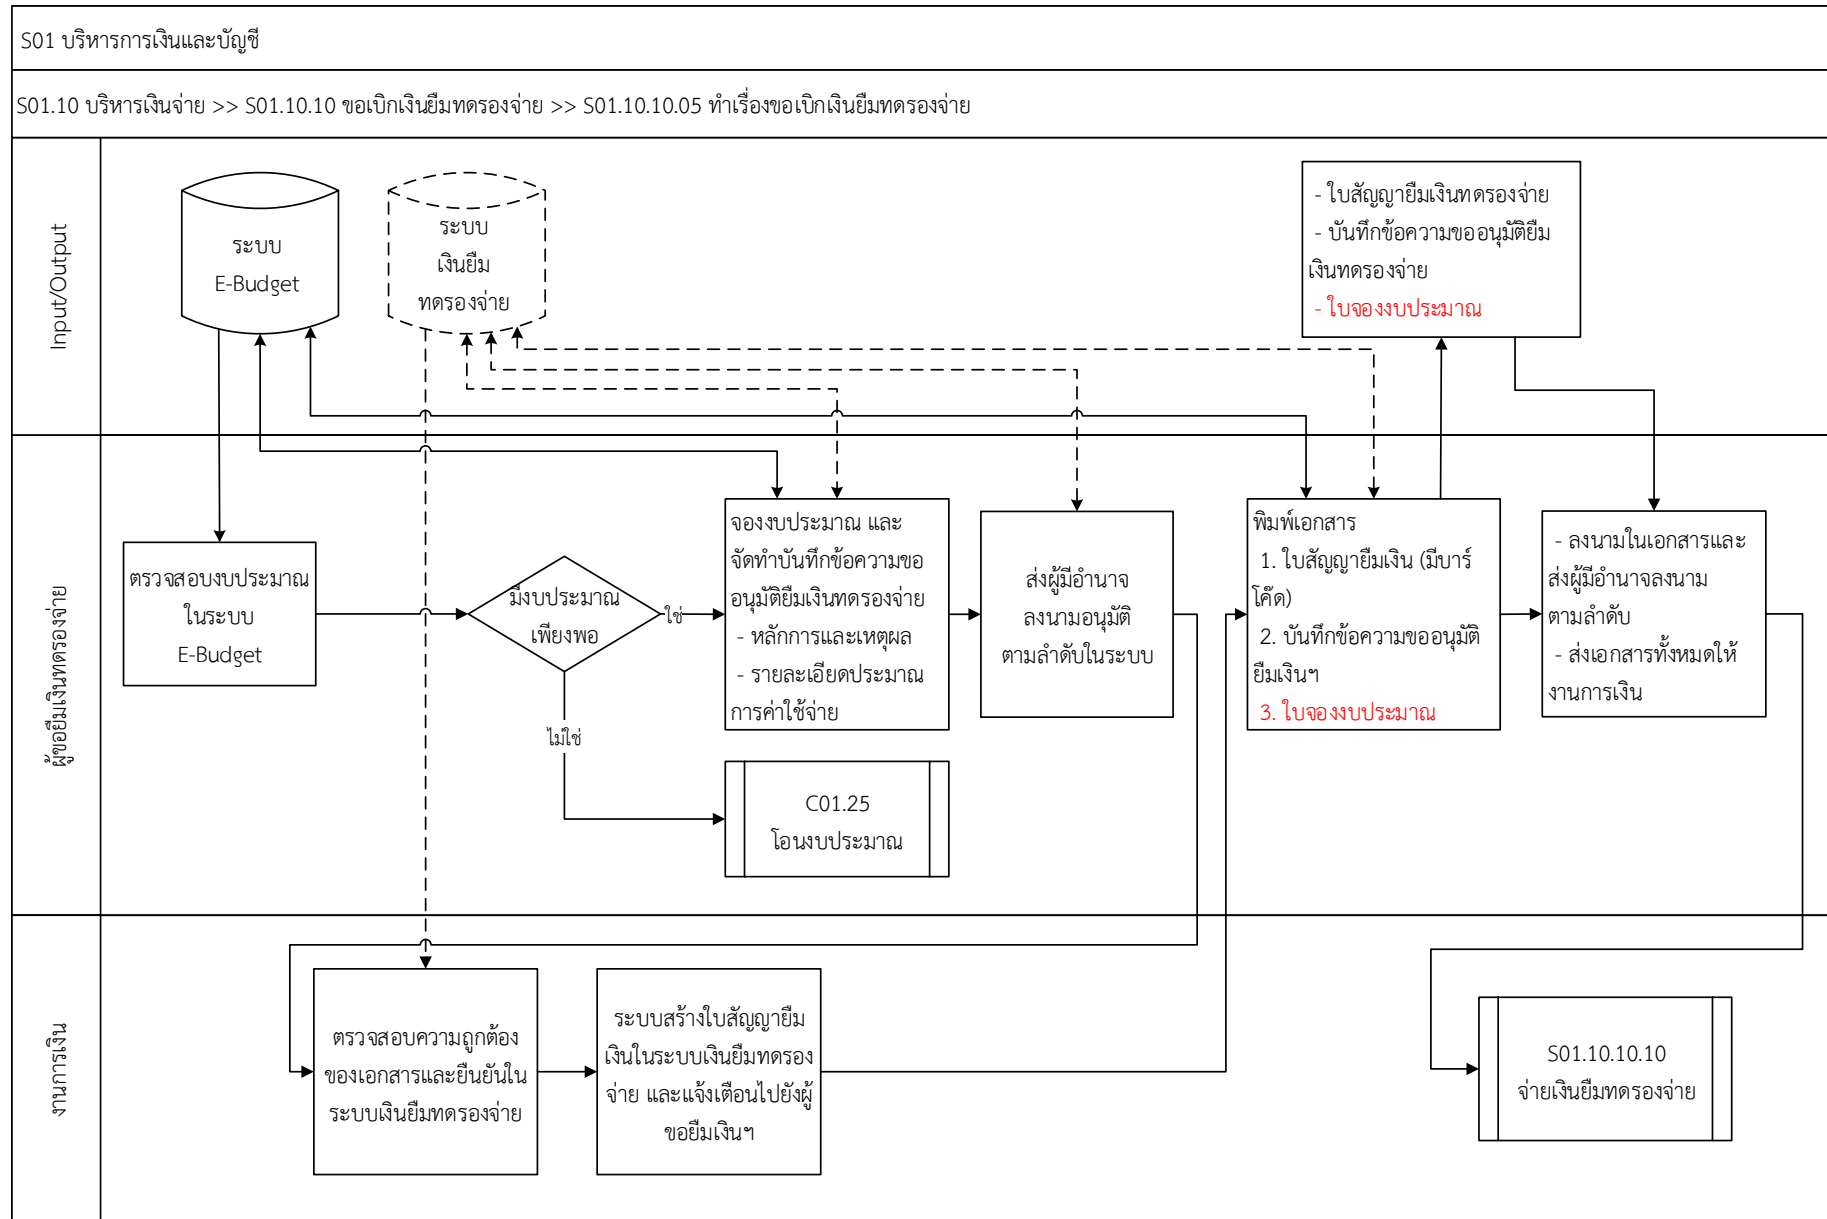 S01 บริหารการเงินและบัญชี
S01.10 บริหารเงินจ่าย >> S01.10.10 ขอเบิกเงินยืมทดรองจ่าย >> S01.10.10.05 ทำเรื่องขอเบิกเงินยืมทดรองจ่าย
Input/Output
ระบบ
E-Budget
ระบบ
เงินยืม
ทดรองจ่าย
- ใบสัญญายืมเงินทดรองจ่าย
- บันทึกข้อความขออนุมัติยืม
เงินทดรองจ่าย
- ใบจองงบประมาณ
ผู้ขอยืมเงินทดรองจ่าย
ตรวจสอบงบประมาณ
ในระบบ
E-Budget
มีงบประมาณ
เพียงพอ
ใช่
ไม่ใช่
จองงบประมาณ และ
จัดทำบันทึกข้อความขอ
อนุมัติยืมเงินทดรองจ่าย
- หลักการและเหตุผล
- รายละเอียดประมาณ
การค่าใช้จ่าย
C01.25
โอนงบประมาณ
ส่งผู้มีอำนาจ
ลงนามอนุมัติ
ตามลำดับในระบบ
พิมพ์เอกสาร
1. ใบสัญญายืมเงิน (มีบาร์
โค๊ด)
2. บันทึกข้อความขออนุมัติ
ยืมเงินฯ
3. ใบจองงบประมาณ
- ลงนามในเอกสารและ
ส่งผู้มีอำนาจลงนาม
ตามลำดับ
- ส่งเอกสารทั้งหมดให้
งานการเงิน
งานการเงิน
ตรวจสอบความถูกต้อง
ของเอกสารและยืนยันใน
ระบบเงินยืมทดรองจ่าย
ระบบสร้างใบสัญญายืม
เงินในระบบเงินยืมทดรอง
จ่าย และแจ้งเตือนไปยังผู้
ขอยืมเงินฯ
S01.10.10.10
จ่ายเงินยืมทดรองจ่าย